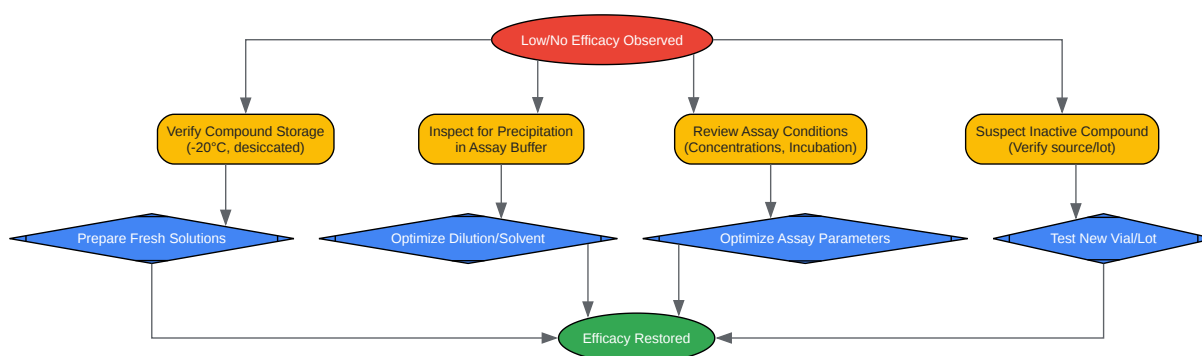 Low/No Efficacy Observed
Verify Compound Storage
(-20°C, desiccated)
Inspect for Precipitation
in Assay Buffer
Review Assay Conditions
(Concentrations, Incubation)
Suspect Inactive Compound
(Verify source/lot)
Prepare Fresh Solutions
Optimize Dilution/Solvent
Optimize Assay Parameters
Test New Vial/Lot
Efficacy Restored